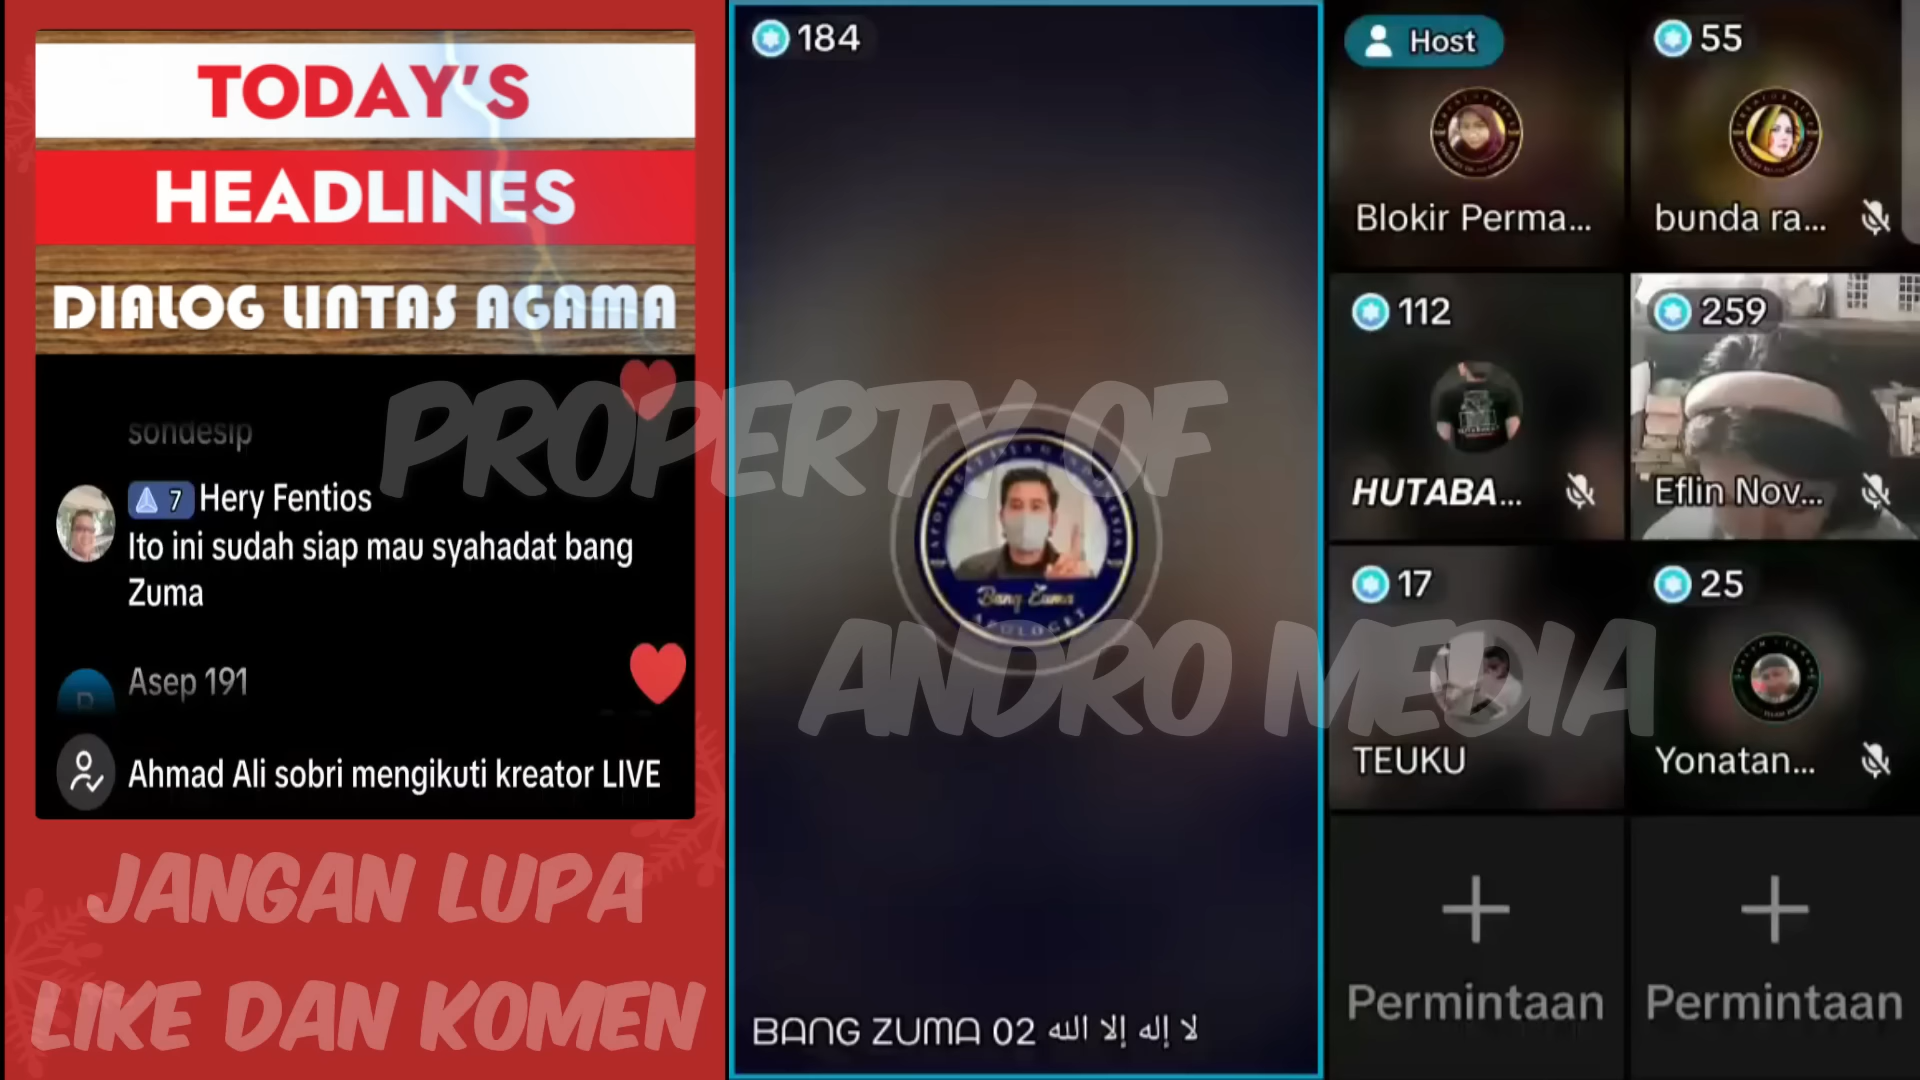 TODAY'S
HEADLINES
DIALOG LINTAS AGAMA
sondesip
7 Hery Fentios
Ito ini sudah siap mau syahadat bang
Zuma
Asep 191
Ahmad Ali sobri mengikuti kreator LIVE
JANGAN LUPA
LIKE DAN KOMEN
PROPERTY OF
ANDRO MEDIA
184
Bang Zuma
APOLOGET
BANG ZUMA 02 لا إله إلا الله
Host
Blokir Perma...
55
bunda ra...
112
HUTABA...
259
Eflin Nov...
17
TEUKU
25
Yonatan...
Permintaan
Permintaan